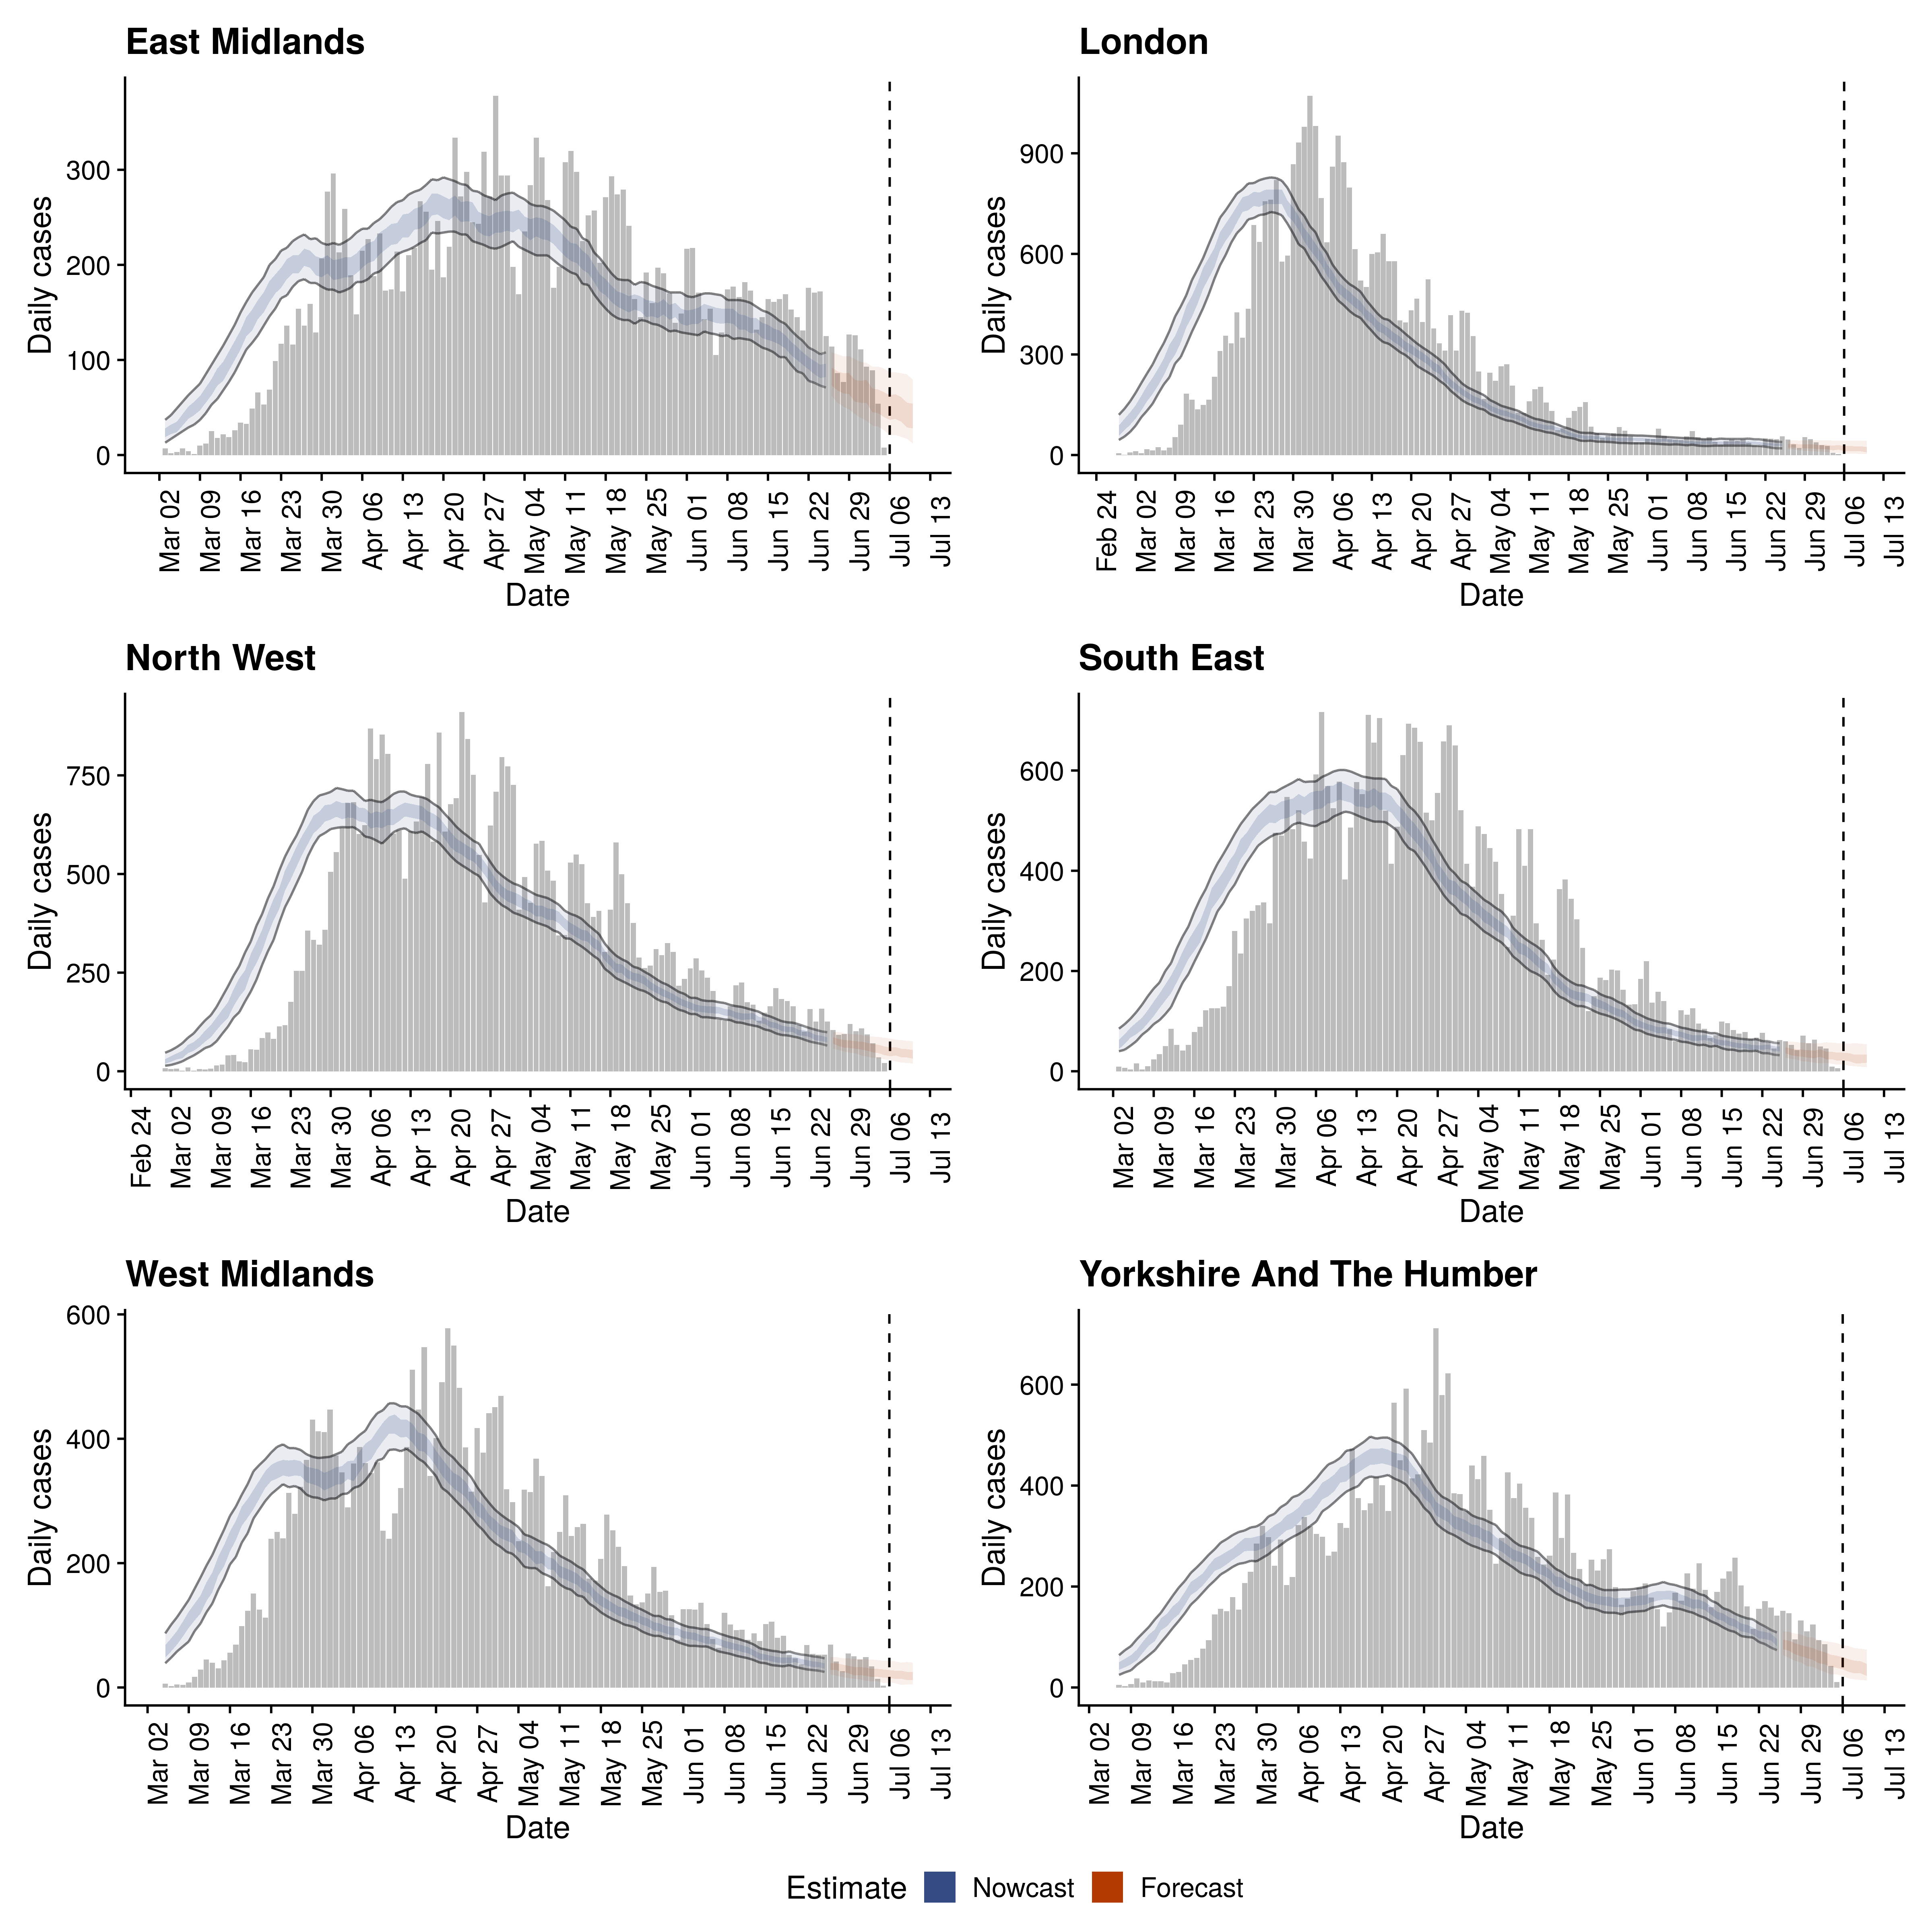 East Midlands
Daily cases
300
200
100
0
Mar 02
Mar 09
Mar 16
Mar 23
Mar 30
Apr 06
Apr 13
Apr 20
Apr 27
May 04
May 11
May 18
May 25
Jun 01
Jun 08
Jun 15
Jun 22
Jun 29
Jul 06
Jul 13
Date
London
Daily cases
900
600
300
0
Feb 24
Mar 02
Mar 09
Mar 16
Mar 23
Mar 30
Apr 06
Apr 13
Apr 20
Apr 27
May 04
May 11
May 18
May 25
Jun 01
Jun 08
Jun 15
Jun 22
Jun 29
Jul 06
Jul 13
Date
North West
Daily cases
750
500
250
0
Feb 24
Mar 02
Mar 09
Mar 16
Mar 23
Mar 30
Apr 06
Apr 13
Apr 20
Apr 27
May 04
May 11
May 18
May 25
Jun 01
Jun 08
Jun 15
Jun 22
Jun 29
Jul 06
Jul 13
Date
South East
Daily cases
600
400
200
0
Mar 02
Mar 09
Mar 16
Mar 23
Mar 30
Apr 06
Apr 13
Apr 20
Apr 27
May 04
May 11
May 18
May 25
Jun 01
Jun 08
Jun 15
Jun 22
Jun 29
Jul 06
Jul 13
Date
West Midlands
Daily cases
600
400
200
0
Mar 02
Mar 09
Mar 16
Mar 23
Mar 30
Apr 06
Apr 13
Apr 20
Apr 27
May 04
May 11
May 18
May 25
Jun 01
Jun 08
Jun 15
Jun 22
Jun 29
Jul 06
Jul 13
Date
Yorkshire And The Humber
Daily cases
600
400
200
0
Mar 02
Mar 09
Mar 16
Mar 23
Mar 30
Apr 06
Apr 13
Apr 20
Apr 27
May 04
May 11
May 18
May 25
Jun 01
Jun 08
Jun 15
Jun 22
Jun 29
Jul 06
Jul 13
Date
Estimate Nowcast Forecast